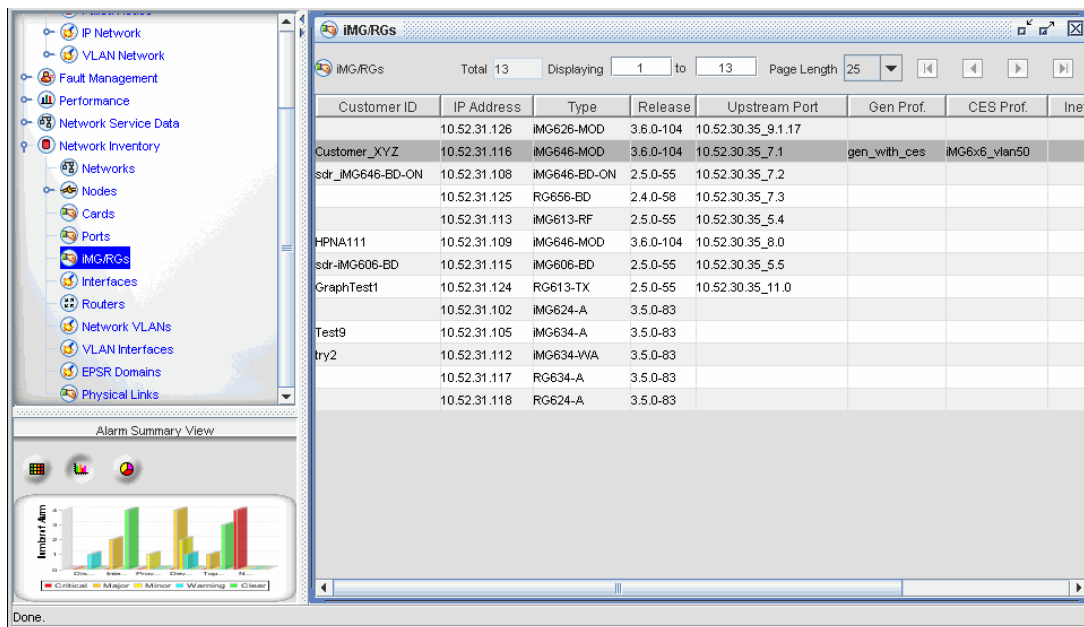 IP Network
VLAN Network
Fault Management
Performance
Network Service Data
Network Inventory
Networks
Nodes
Cards
Ports
iMG/RGs
Interfaces
Routers
Network VLANs
VLAN Interfaces
EPSR Domains
Physical Links
Alarm Summary View
4
3
2
1
0
Dis... Inte... Prov... Dev... Top... N...
Critical Major Minor Warning Clear
iMG/RGs
iMG/RGs Total 13 Displaying 1 to 13 Page Length 25
Customer ID IP Address Type Release Upstream Port Gen Prof. CES Prof. Ine
10.52.31.126 iMG626-MOD 3.6.0-104 10.52.30.35_9.1.17
Customer_XYZ 10.52.31.116 iMG646-MOD 3.6.0-104 10.52.30.35_7.1 gen_with_ces iMG6x6_vlan50
sdr_iMG646-BD-ON 10.52.31.108 iMG646-BD-ON 2.5.0-55 10.52.30.35_7.2
10.52.31.125 RG656-BD 2.4.0-58 10.52.30.35_7.3
10.52.31.113 iMG613-RF 2.5.0-55 10.52.30.35_5.4
HPNA111 10.52.31.109 iMG646-MOD 3.6.0-104 10.52.30.35_8.0
sdr-iMG606-BD 10.52.31.115 iMG606-BD 2.5.0-55 10.52.30.35_5.5
GraphTest1 10.52.31.124 RG613-TX 2.5.0-55 10.52.30.35_11.0
10.52.31.102 iMG624-A 3.5.0-83
Test9 10.52.31.105 iMG634-A 3.5.0-83
try2 10.52.31.112 iMG634-WA 3.5.0-83
10.52.31.117 RG634-A 3.5.0-83
10.52.31.118 RG624-A 3.5.0-83
Done.